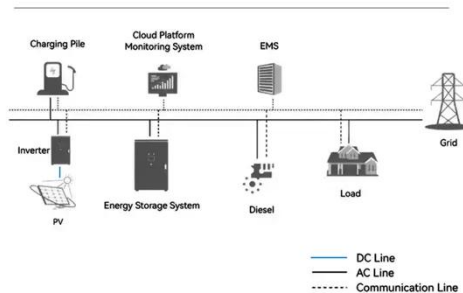 Charging Pile
Cloud Platform
Monitoring System
EMS
Inverter
Grid
PV
Energy Storage System
Diesel
Load
DC Line
AC Line
Communication Line